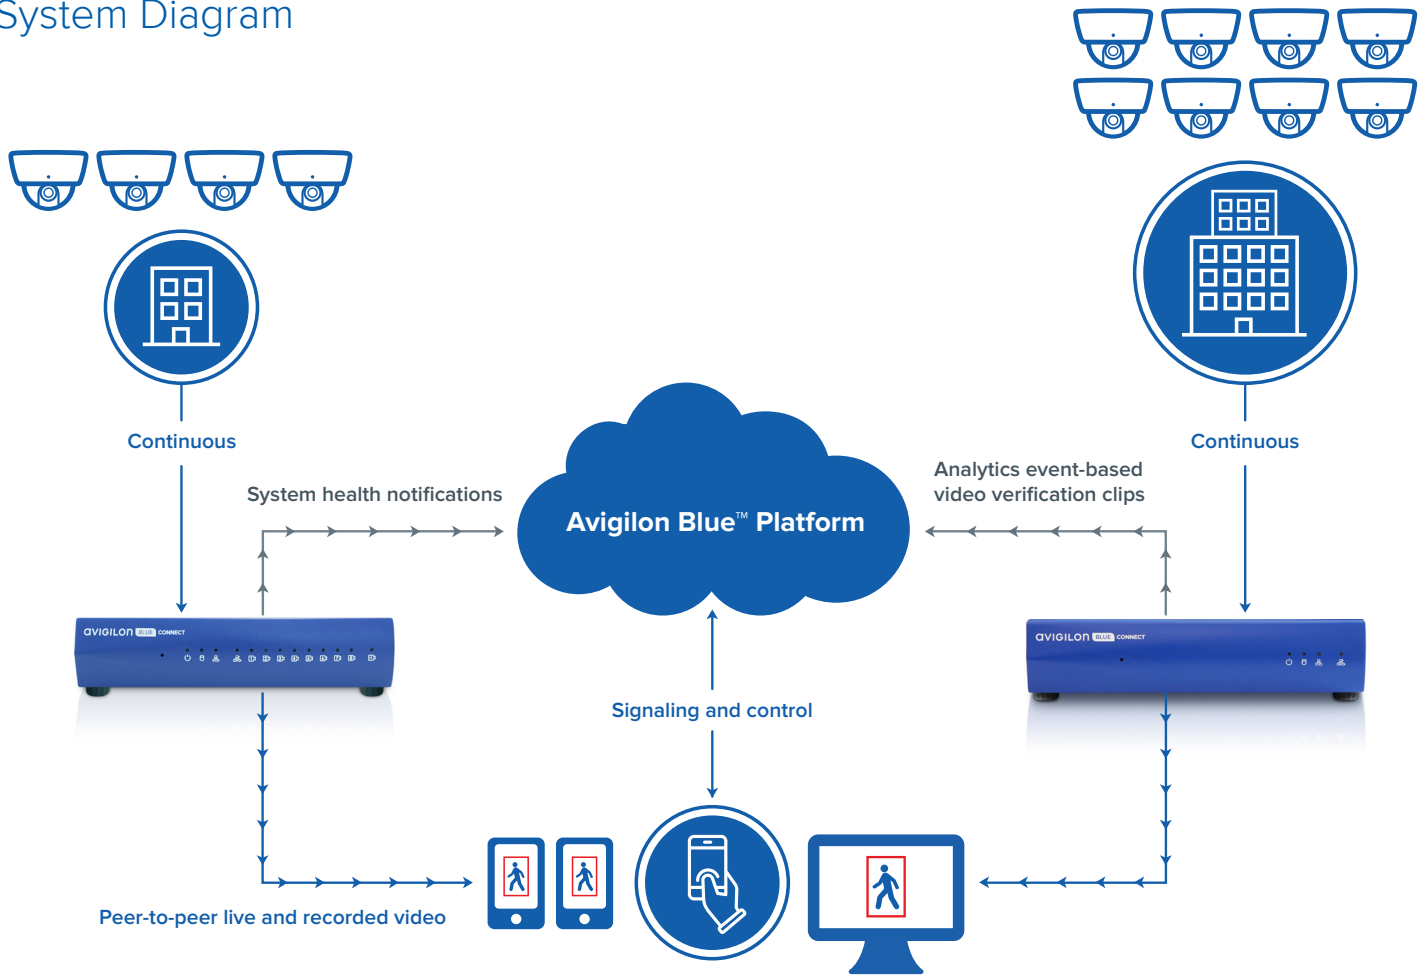 System Diagram
Continuous
Continuous
System health notifications
Analytics event-based
video verification clips
Avigilon Blue™ Platform
avigilon BLUE CONNECT
avigilon BLUE CONNECT
Signaling and control
Peer-to-peer live and recorded video